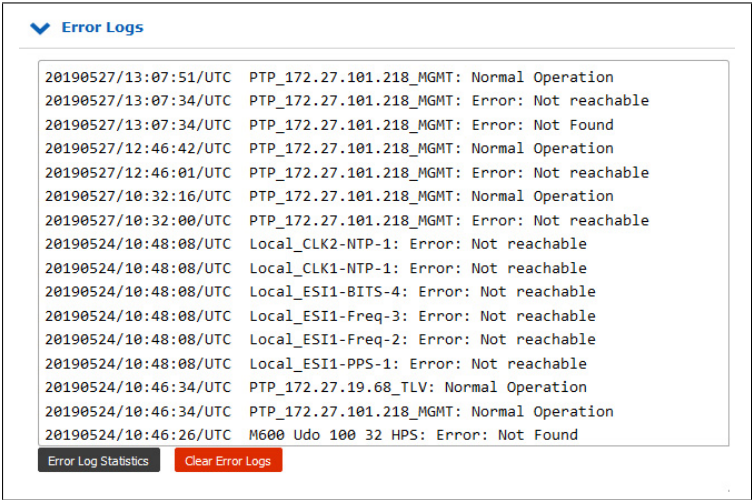 Error Logs
20190527/13:07:51/UTC  PTP_172.27.101.218_MGMT: Normal Operation
20190527/13:07:34/UTC  PTP_172.27.101.218_MGMT: Error: Not reachable
20190527/13:07:34/UTC  PTP_172.27.101.218_MGMT: Error: Not Found
20190527/12:46:42/UTC  PTP_172.27.101.218_MGMT: Normal Operation
20190527/12:46:01/UTC  PTP_172.27.101.218_MGMT: Error: Not reachable
20190527/10:32:16/UTC  PTP_172.27.101.218_MGMT: Normal Operation
20190527/10:32:00/UTC  PTP_172.27.101.218_MGMT: Error: Not reachable
20190524/10:48:08/UTC  Local_CLK2-NTP-1: Error: Not reachable
20190524/10:48:08/UTC  Local_CLK1-NTP-1: Error: Not reachable
20190524/10:48:08/UTC  Local_ESI1-BITS-4: Error: Not reachable
20190524/10:48:08/UTC  Local_ESI1-Freq-3: Error: Not reachable
20190524/10:48:08/UTC  Local_ESI1-Freq-2: Error: Not reachable
20190524/10:48:08/UTC  Local_ESI1-PPS-1: Error: Not reachable
20190524/10:46:34/UTC  PTP_172.27.19.68_TLV: Normal Operation
20190524/10:46:34/UTC  PTP_172.27.101.218_MGMT: Normal Operation
20190524/10:46:26/UTC  M600 Udo 100 32 HPS: Error: Not Found
Error Log Statistics
Clear Error Logs